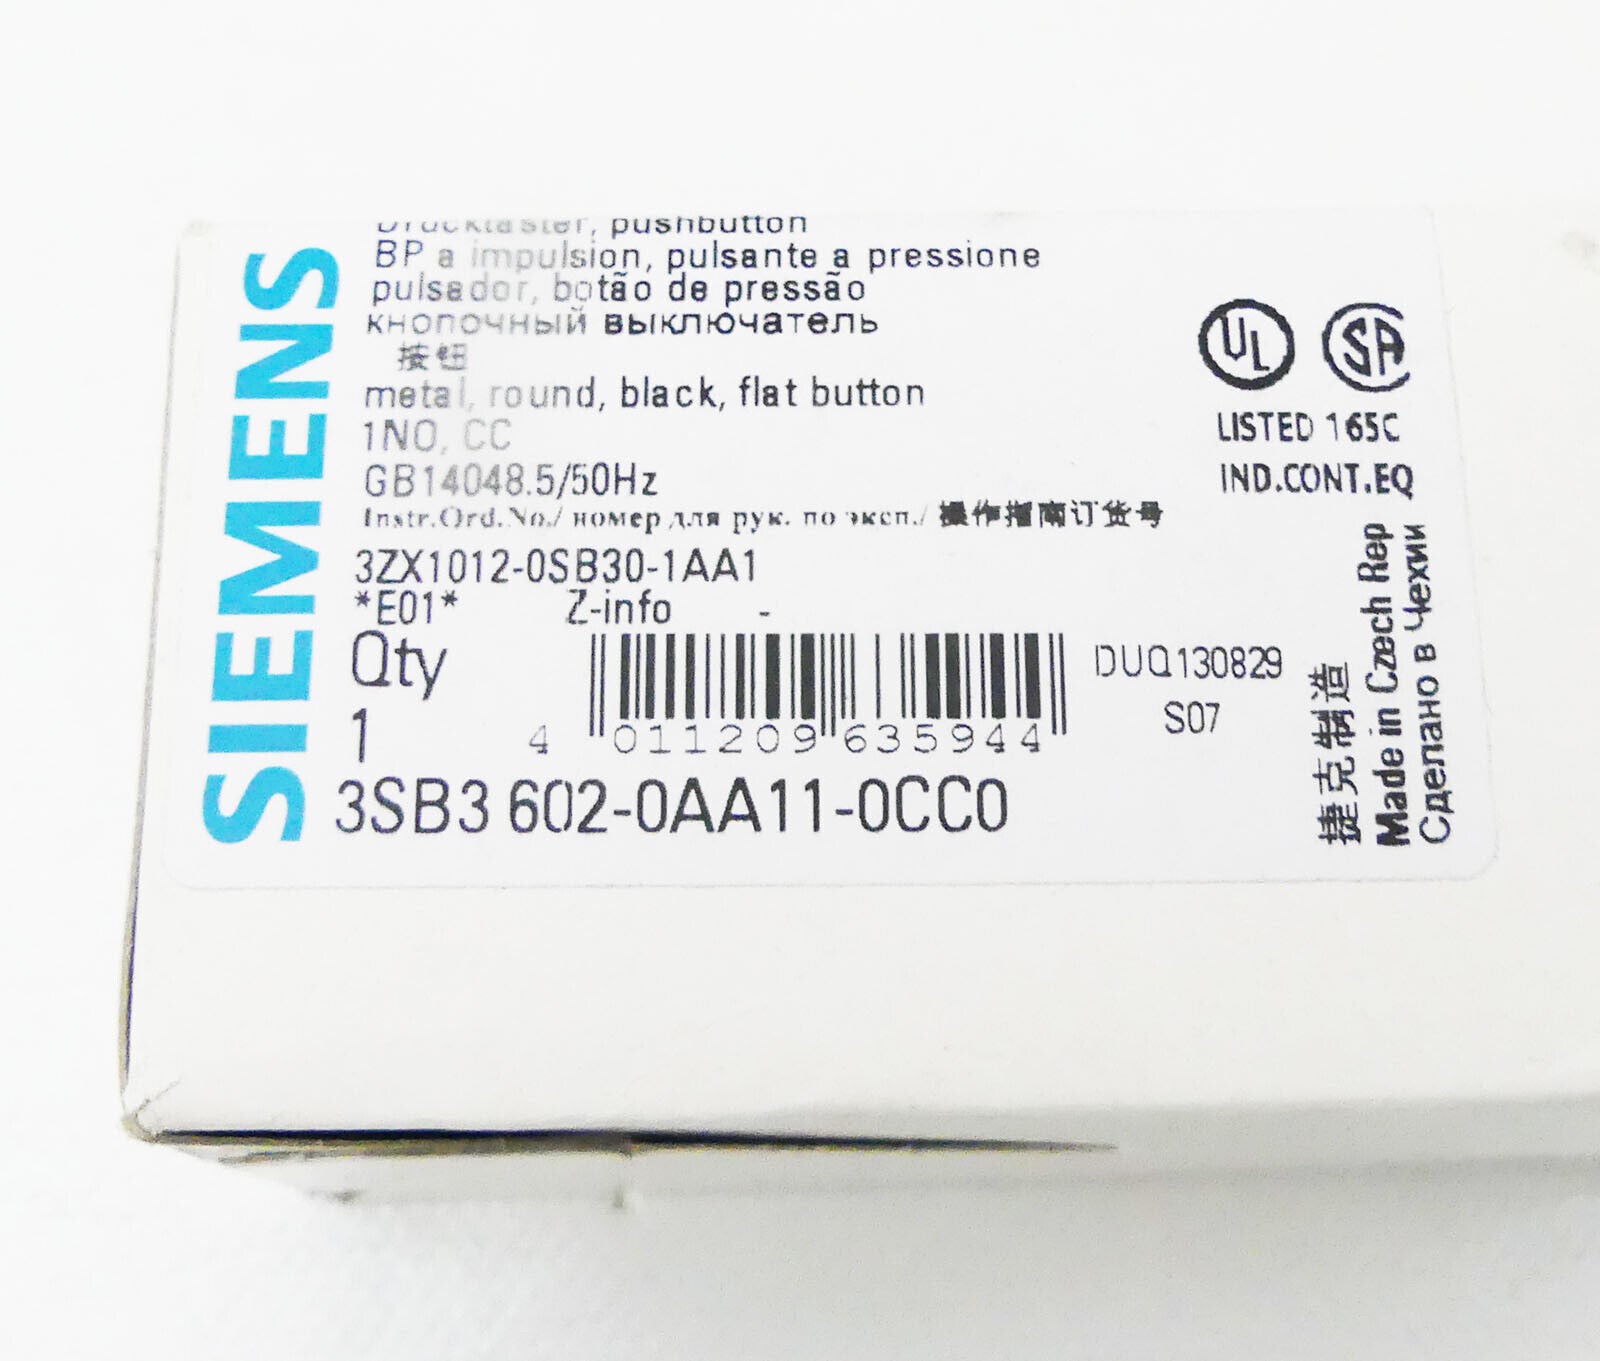 SIEMENS
Drucktaster, pushbutton
BP a impulsion, pulsante a pressione
pulsador, botão de pressão
кнопочный выключатель
按钮
metal, round, black, flat button
1NO, CC
GB14048.5/50Hz
Instr.Ord.No./ номер для рук. по эксп./ 操作指南订货号
3ZX1012-0SB30-1AA1
*E01* Z-info -
Qty
1
4 011209 635944
DUQ130829
S07
3SB3 602-0AA11-0CC0
UL SA
LISTED 165C
IND.CONT.EQ
捷克制造
Made in Czech Rep
Сделано в Чехии